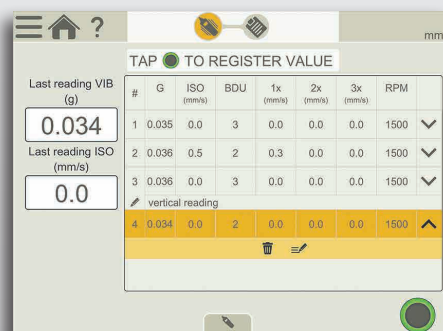 ?
mm
TAP TO REGISTER VALUE
Last reading VIB
(g)
0.034
Last reading ISO
(mm/s)
0.0
# G ISO (mm/s) BDU 1x (mm/s) 2x (mm/s) 3x (mm/s) RPM
1 0.035 0.0 3 0.0 0.0 0.0 1500
2 0.036 0.5 2 0.3 0.0 0.0 1500
3 0.036 0.0 3 0.0 0.0 0.0 1500
vertical reading
4 0.034 0.0 2 0.0 0.0 0.0 1500